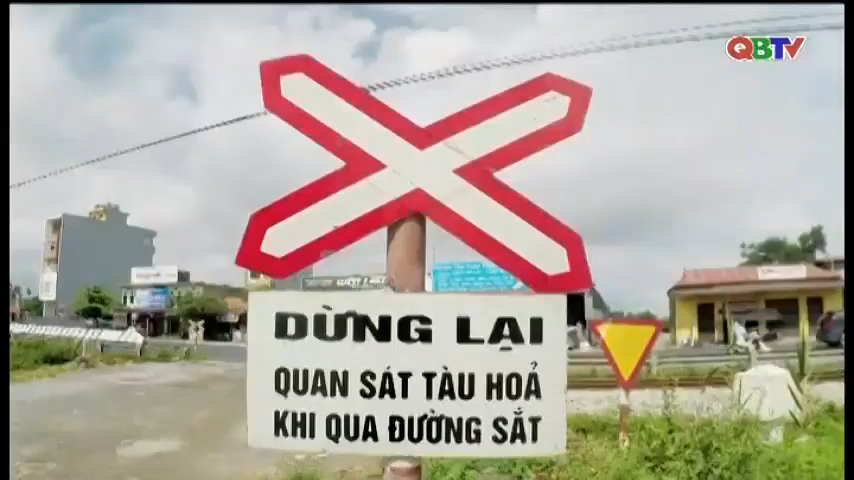 QBTV
DỪNG LẠI
QUAN SÁT TÀU HOẢ
KHI QUA ĐƯỜNG SẮT